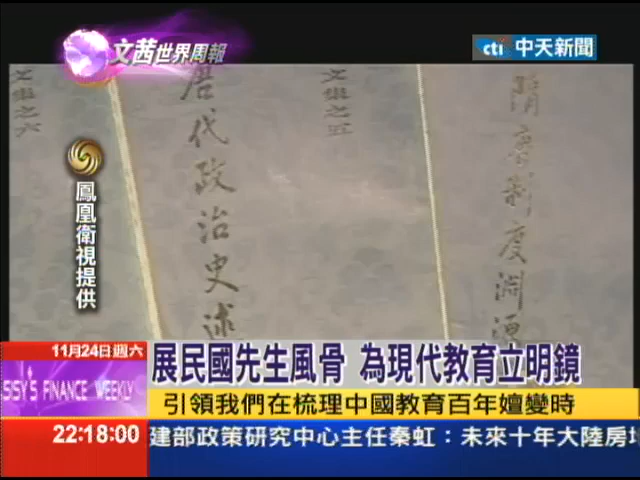 文茜世界周報
cti 中天新聞
唐代政治史述
文集之六
文集之五
隋唐制度淵源
鳳凰衛視提供
11月24日週六
展民國先生風骨 為現代教育立明鏡
SISY'S FINANCE WEEKLY
引領我們在梳理中國教育百年嬗變時
22:18:00
建部政策研究中心主任秦虹：未來十年大陸房地